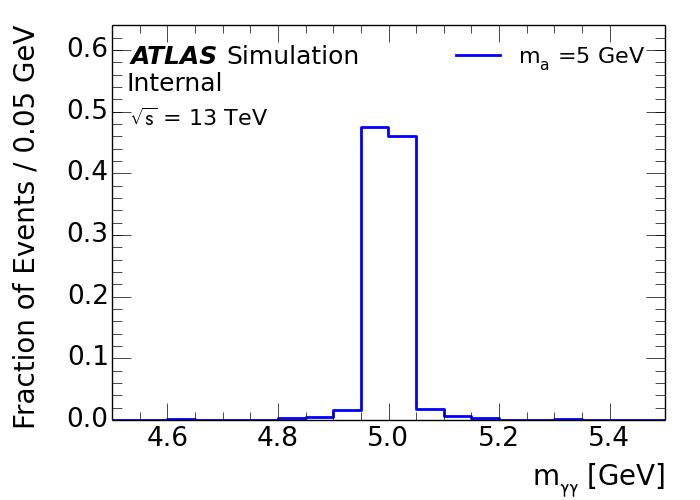 Fraction of Events / 0.05 GeV
0.6
0.5
0.4
0.3
0.2
0.1
0.0
ATLAS Simulation
Internal
√s = 13 TeV
mₐ =5 GeV
4.6 4.8 5.0 5.2 5.4
m_γγ [GeV]